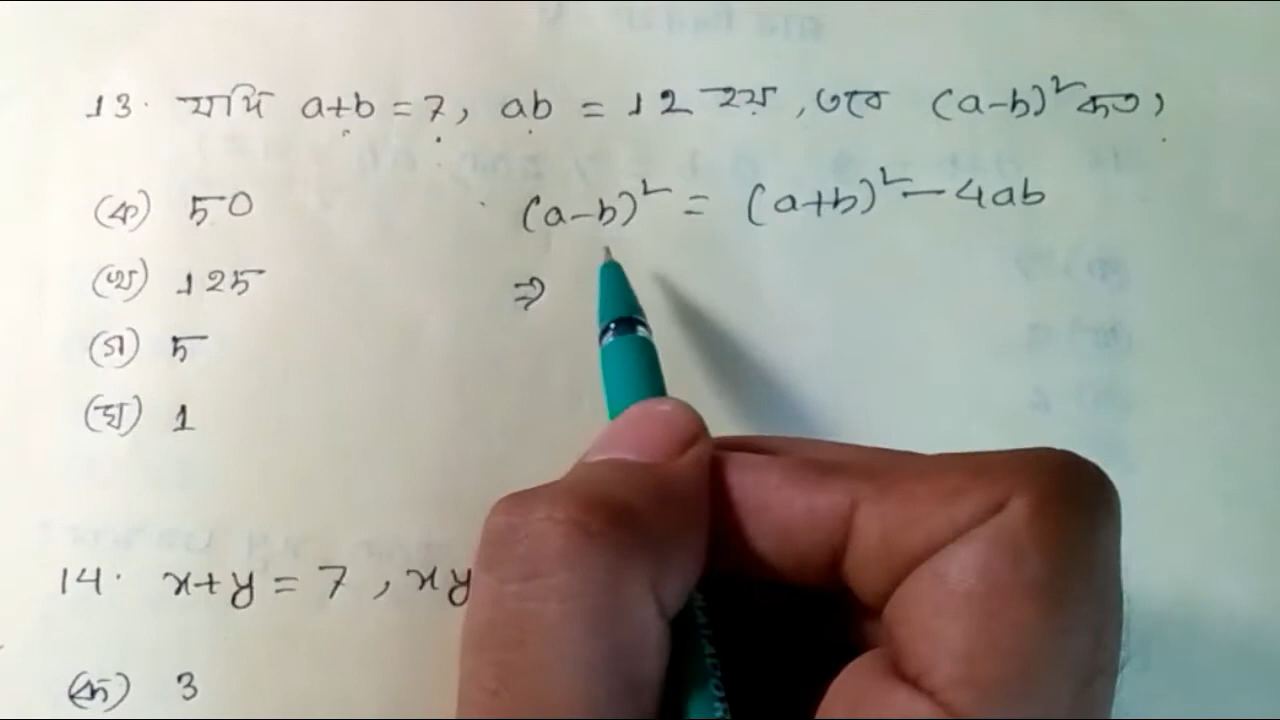 13. যদি a+b = 7, ab = 12 হয়, তবে (a-b)² কত,
(ক) 50
(a-b)² = (a+b)² - 4ab
(খ) 125
⇒
(গ) 5
(ঘ) 1
14. x+y = 7, xy
(ক) 3